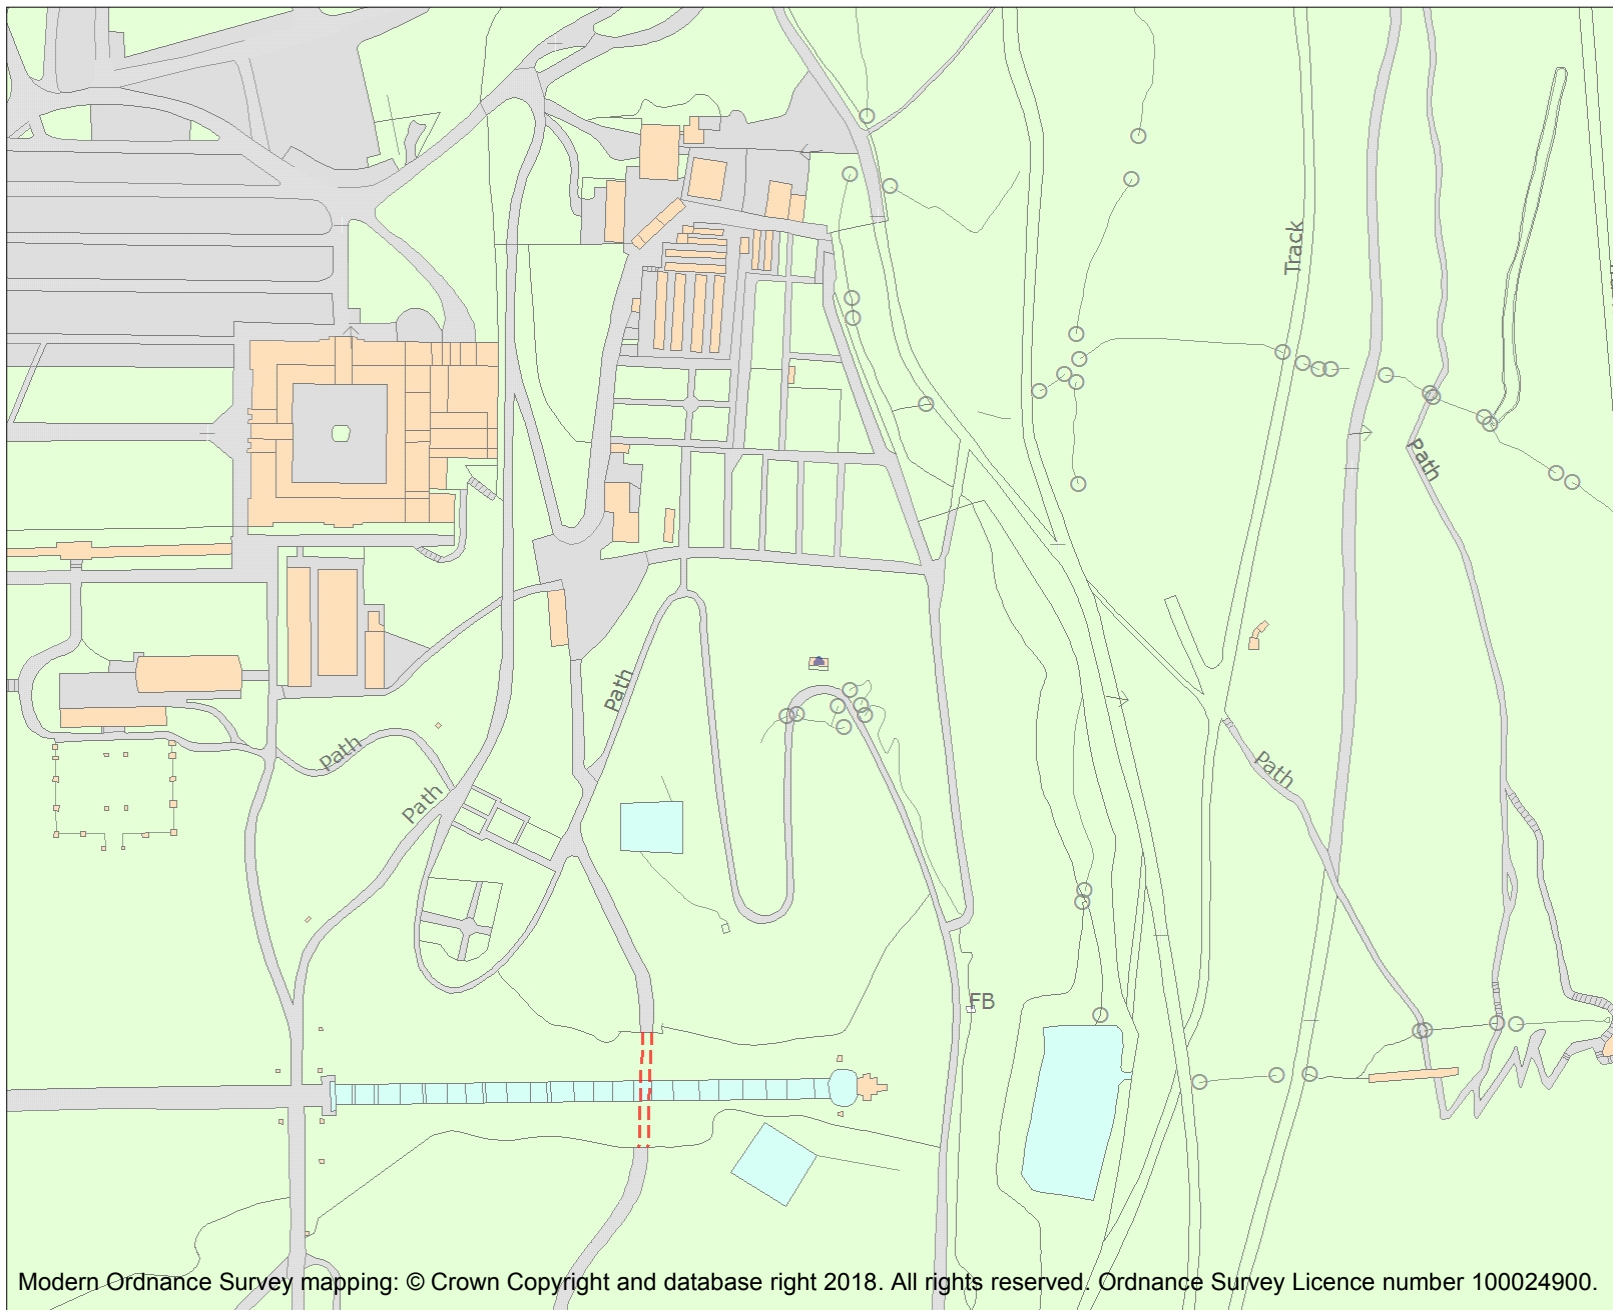 Track
Path
Path
Path
Path
Path
FB
Modern Ordnance Survey mapping: © Crown Copyright and database right 2018. All rights reserved. Ordnance Survey Licence number 100024900.